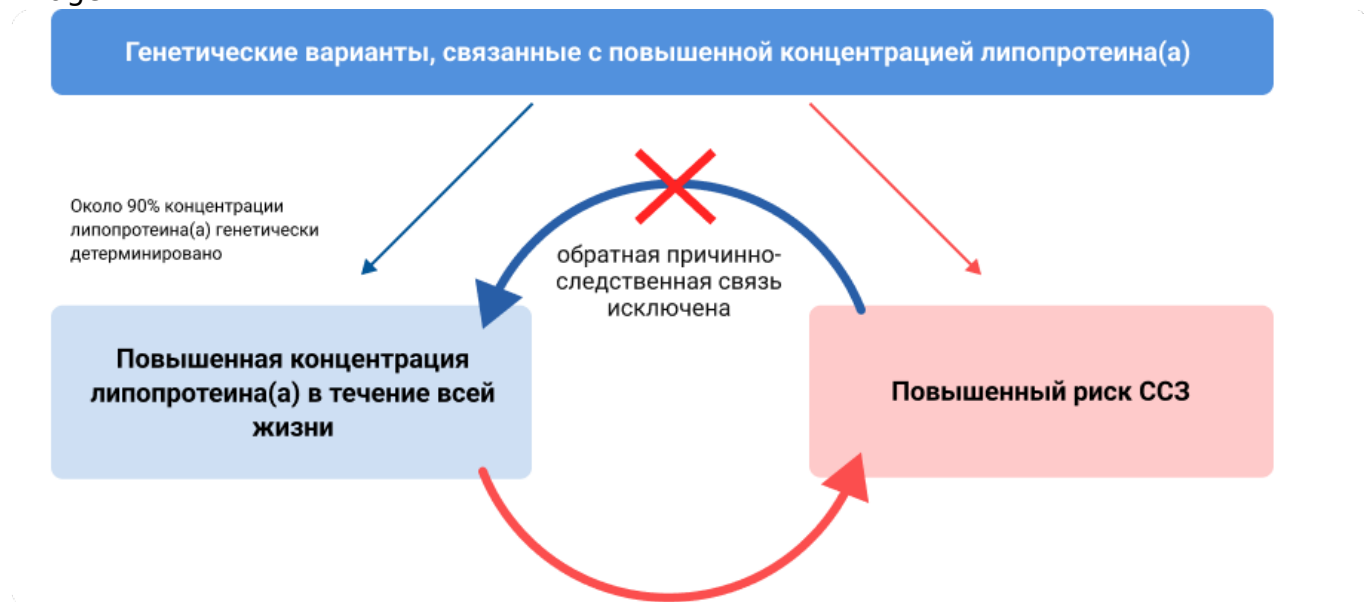 Генетические варианты, связанные с повышенной концентрацией липопротеина(а)
Около 90% концентрации
липопротеина(а) генетически
детерминировано
обратная причинно-
следственная связь
исключена
Повышенная концентрация
липопротеина(а) в течение всей
жизни
Повышенный риск ССЗ